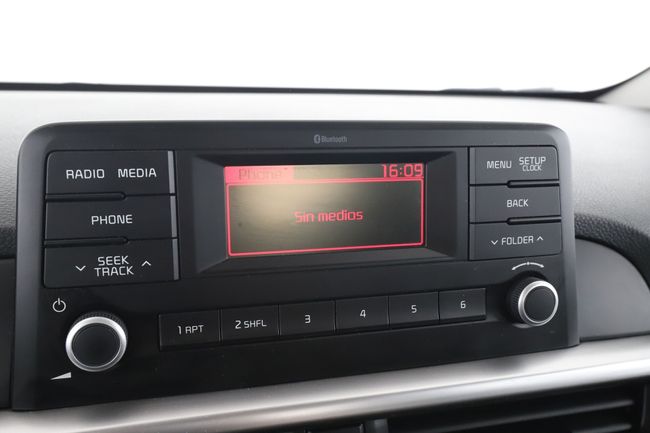 Bluetooth
RADIO MEDIA
PHONE
SEEK
TRACK
Phone
16:09
Sin medios
MENU SETUP
CLOCK
BACK
FOLDER
1 RPT
2 SHFL
3
4
5
6